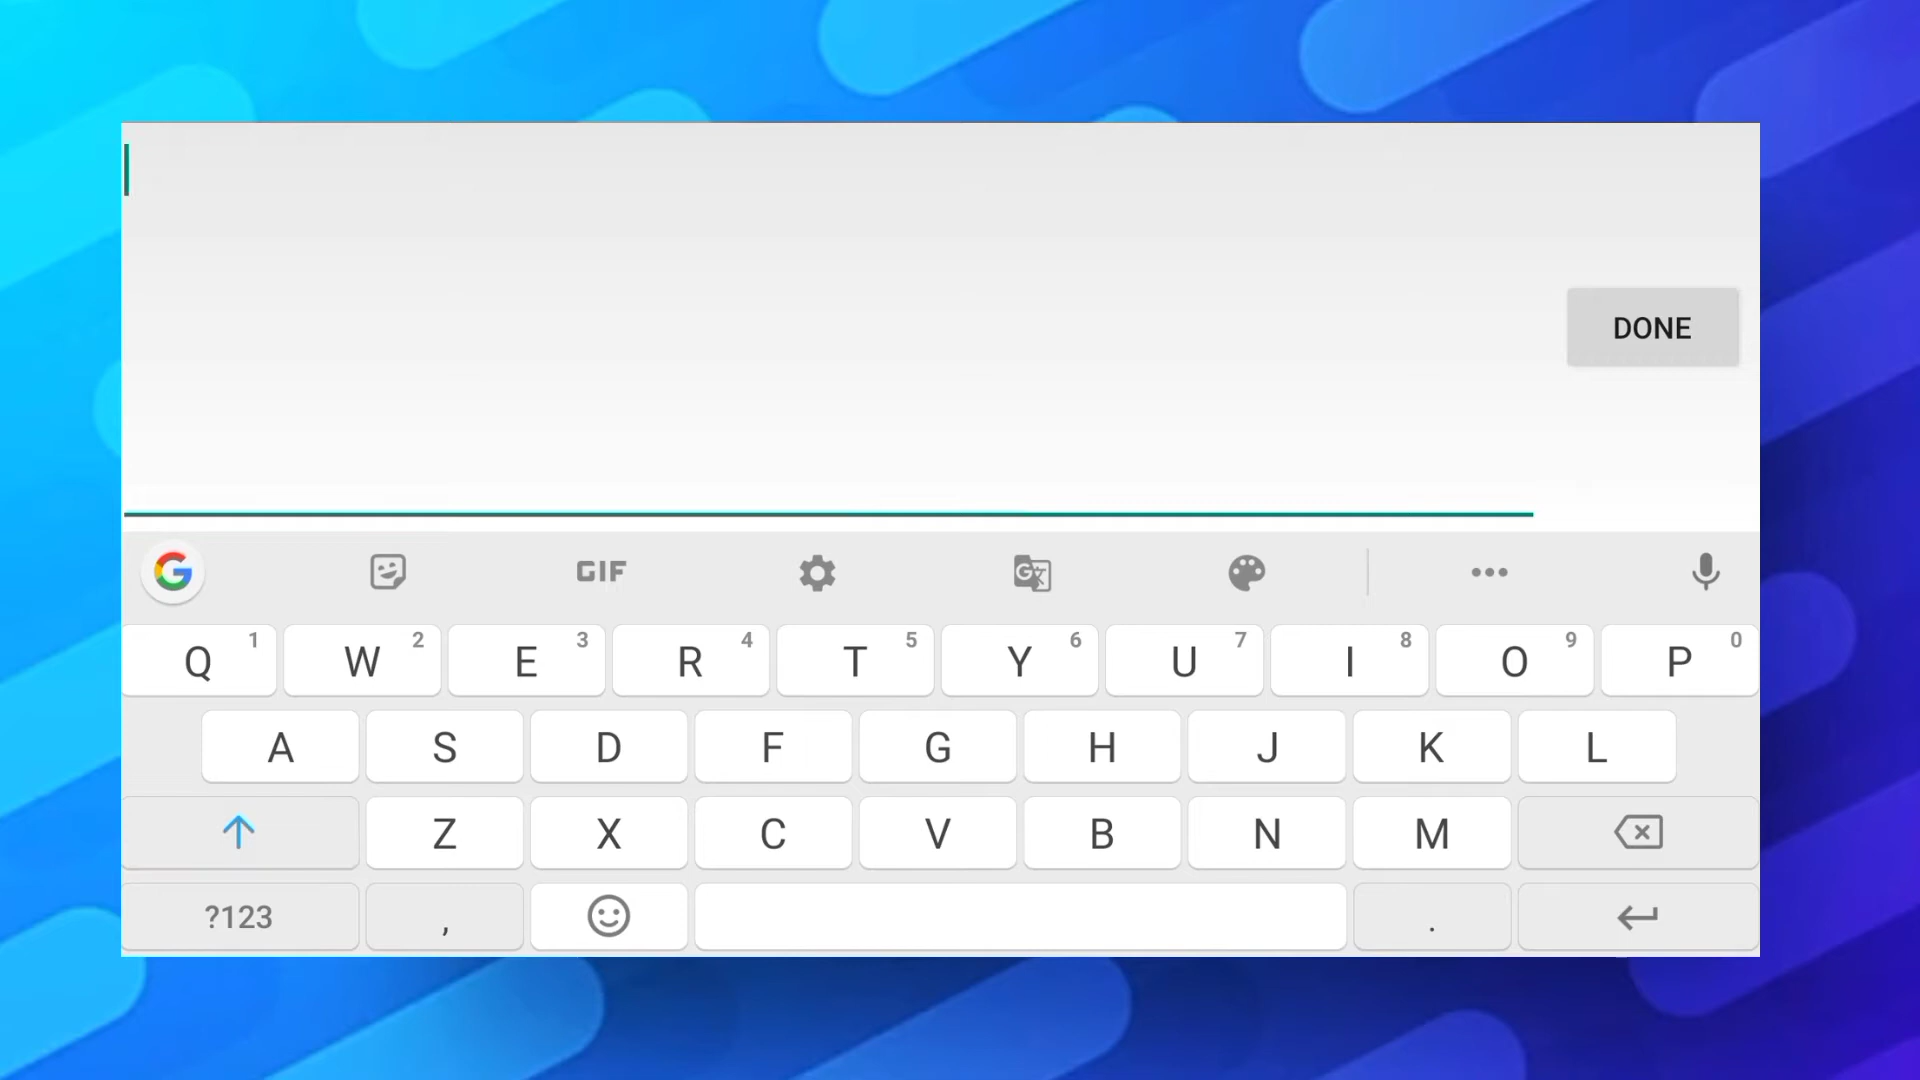 DONE
G GIF G
Q 1 W 2 E 3 R 4 T 5 Y 6 U 7 I 8 O 9 P 0
A S D F G H J K L
Z X C V B N M
?123 , .